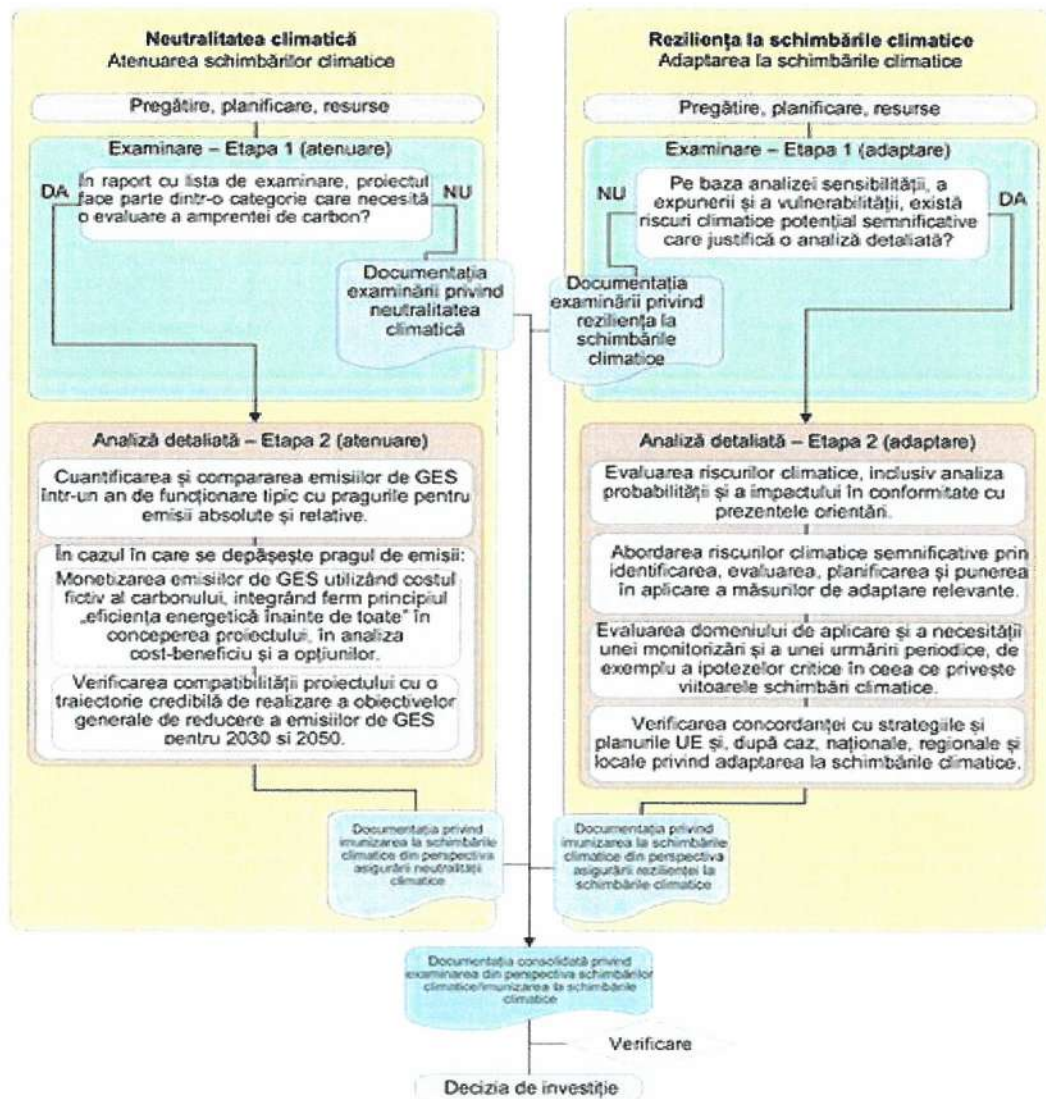 Neutralitatea climatică
Atenuarea schimbărilor climatice
Pregătire, planificare, resurse
Examinare – Etapa 1 (atenuare)
DA
În raport cu lista de examinare, proiectul
face parte dintr-o categorie care necesită
o evaluare a amprentei de carbon?
NU
Documentația
examinării privind
neutralitatea
climatică
Analiză detaliată – Etapa 2 (atenuare)
Cuantificarea și compararea emisiilor de GES
într-un an de funcționare tipic cu pragurile pentru
emisii absolute și relative.
În cazul în care se depășește pragul de emisii:
Monetizarea emisiilor de GES utilizând costul
fictiv al carbonului, integrând ferm principiul
„eficiența energetică înainte de toate” în
conceperea proiectului, în analiza
cost-beneficiu și a opțiunilor.
Verificarea compatibilității proiectului cu o
traiectorie credibilă de realizare a obiectivelor
generale de reducere a emisiilor de GES
pentru 2030 si 2050.
Documentația privind
imunizarea la schimbările
climatice din perspectiva
asigurării neutralității
climatice
Reziliența la schimbările climatice
Adaptarea la schimbările climatice
Pregătire, planificare, resurse
Examinare – Etapa 1 (adaptare)
NU
Pe baza analizei sensibilității, a
expunerii și a vulnerabilității, există
riscuri climatice potențial semnificative
care justifică o analiză detaliată?
DA
Documentația
examinării privind
reziliența la
schimbările
climatice
Analiză detaliată – Etapa 2 (adaptare)
Evaluarea riscurilor climatice, inclusiv analiza
probabilității și a impactului în conformitate cu
prezentele orientări.
Abordarea riscurilor climatice semnificative prin
identificarea, evaluarea, planificarea și punerea
în aplicare a măsurilor de adaptare relevante.
Evaluarea domeniului de aplicare și a necesității
unei monitorizări și a unei urmăriri periodice, de
exemplu a ipotezelor critice în ceea ce privește
viitoarele schimbări climatice.
Verificarea concordanței cu strategiile și
planurile UE și, după caz, naționale, regionale și
locale privind adaptarea la schimbările climatice.
Documentația privind
imunizarea la schimbările
climatice din perspectiva
asigurării rezilienței la
schimbările climatice
Documentația consolidată privind
examinarea din perspectiva schimbărilor
climatice/imunizarea la schimbările
climatice
Verificare
Decizia de investiție